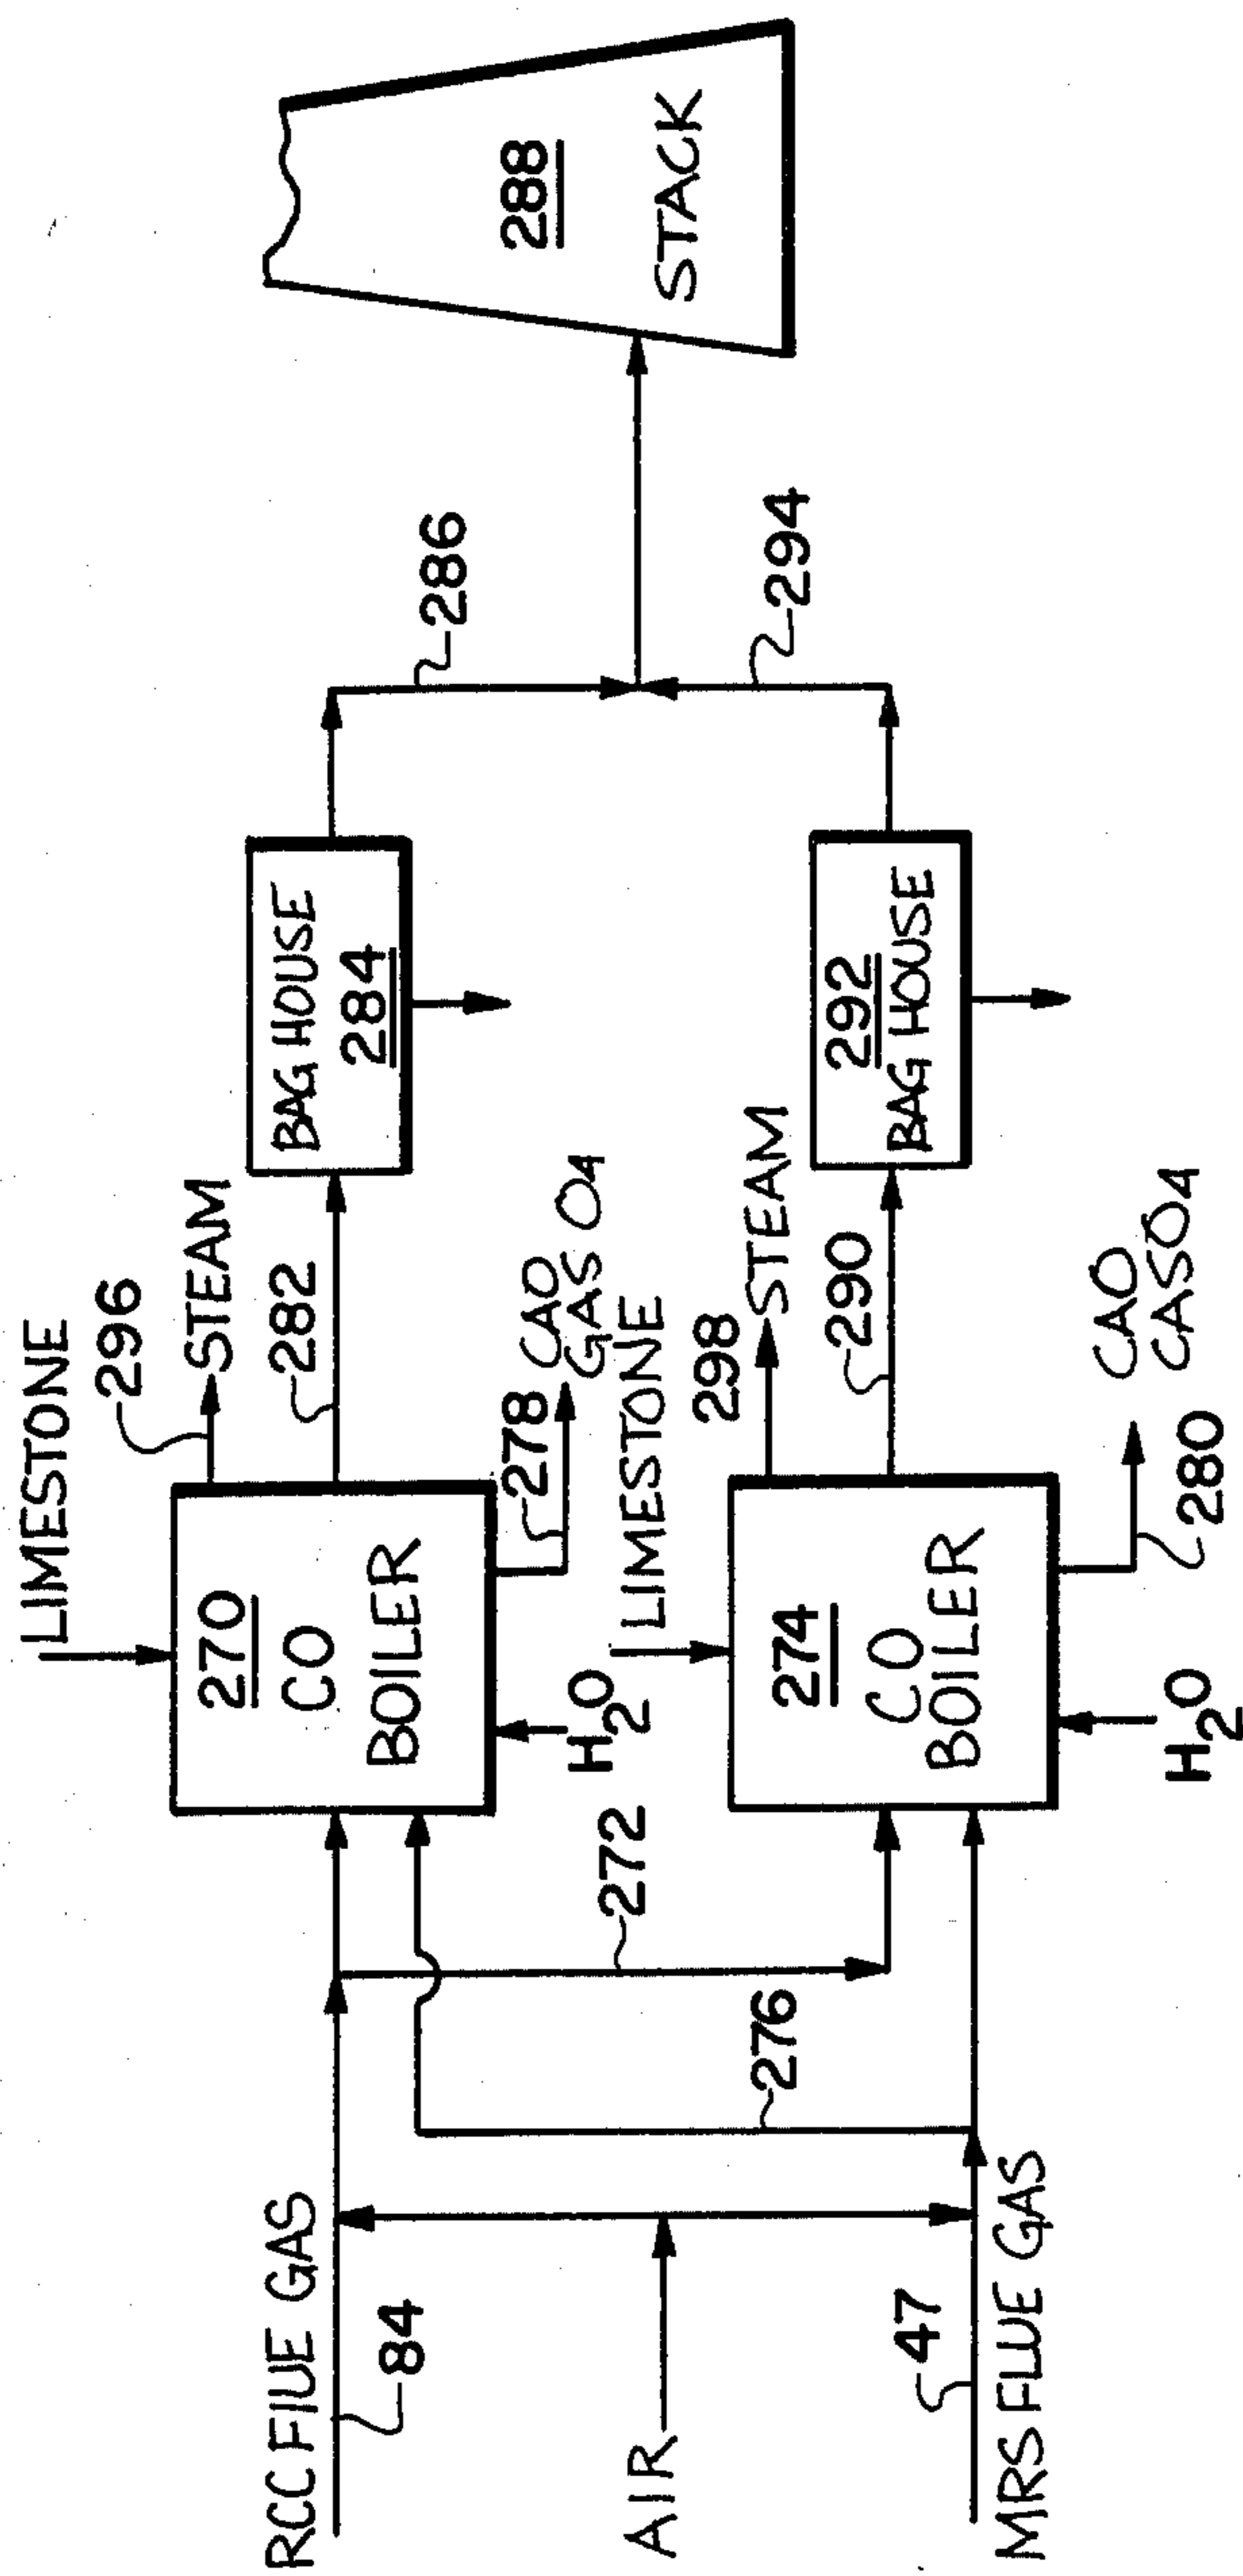 LIMESTONE
296
STEAM
282
270
CO
BOILER
BAG HOUSE
284
286
288
STACK
RCC FIUE GAS
84
H2O
278
CAO
GAS O4
272
AIR
276
LIMESTONE
298
STEAM
290
274
CO
BOILER
292
BAG HOUSE
294
47
MRS FLUE GAS
H2O
280
CAO
CASO4